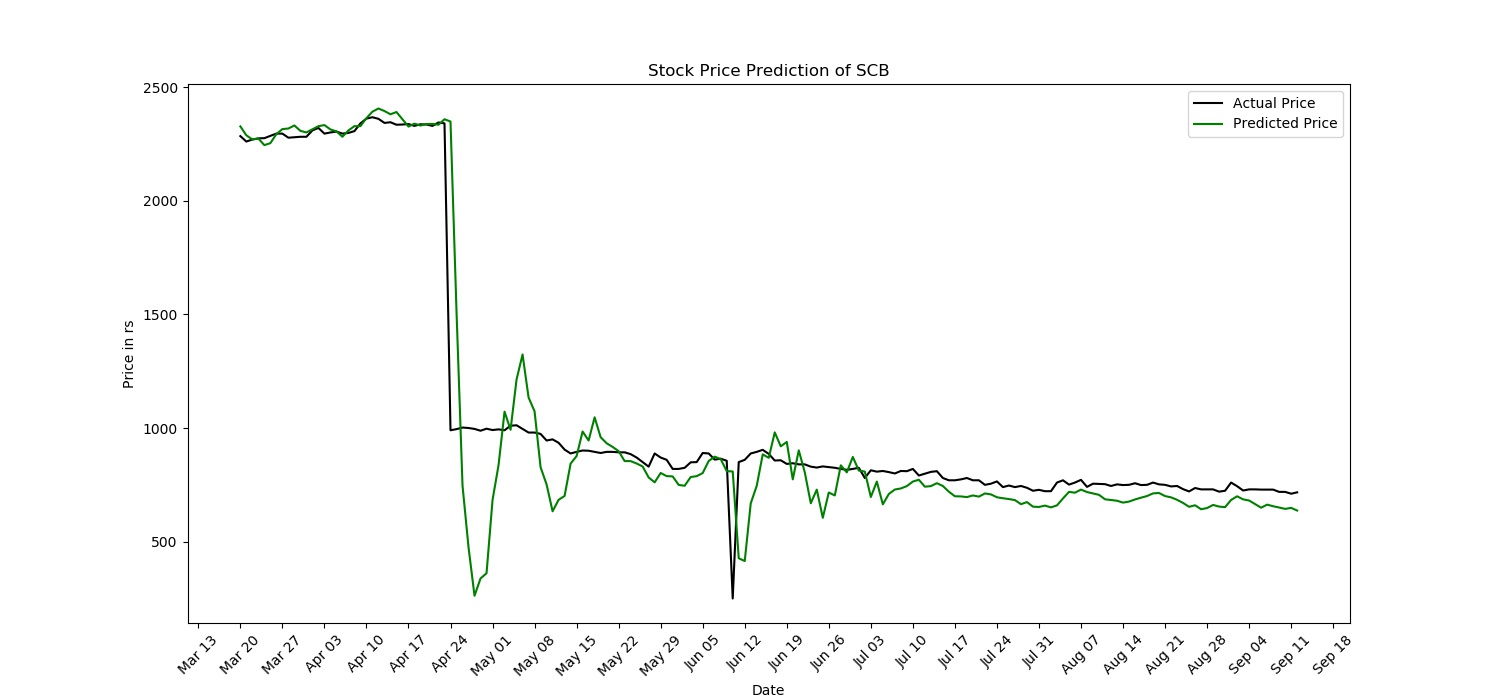 Stock Price Prediction of SCB
Actual Price
Predicted Price
Price in rs
2500
2000
1500
1000
500
Mar 13
Mar 20
Mar 27
Apr 03
Apr 10
Apr 17
Apr 24
May 01
May 08
May 15
May 22
May 29
Jun 05
Jun 12
Jun 19
Jun 26
Jul 03
Jul 10
Jul 17
Jul 24
Jul 31
Aug 07
Aug 14
Aug 21
Aug 28
Sep 04
Sep 11
Sep 18
Date